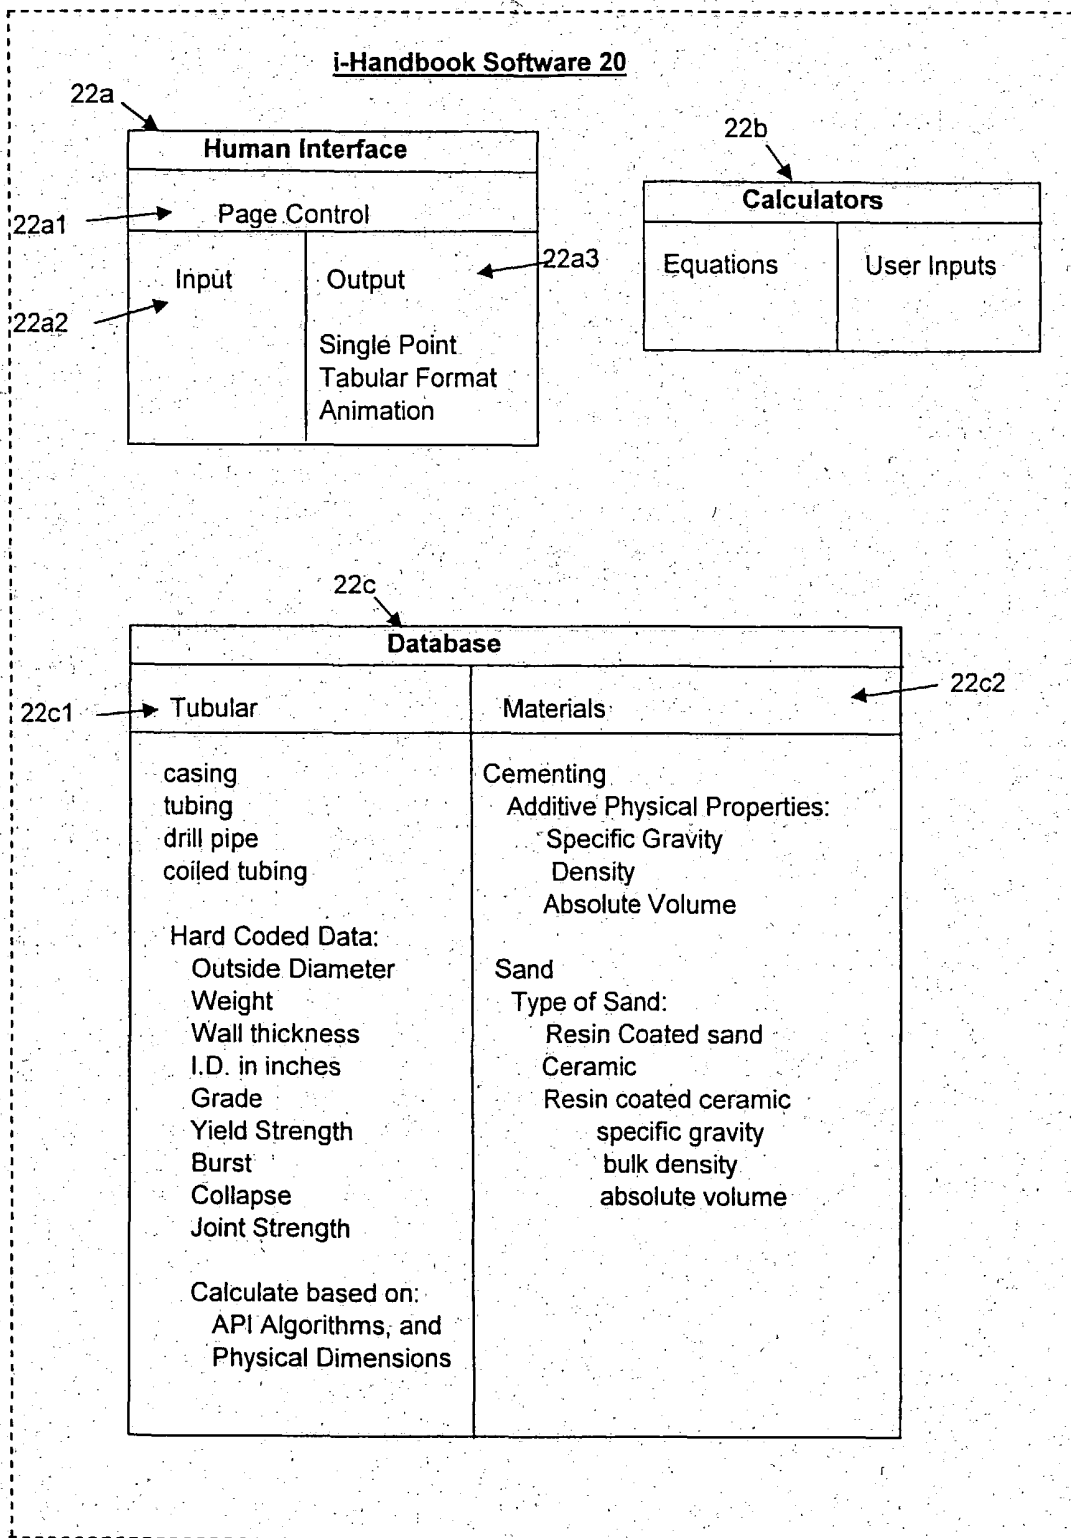 i-Handbook Software 20
22a
Human Interface
22a1
Page Control
22a2
Input
Output
22a3
Single Point
Tabular Format
Animation
22b
Calculators
Equations
User Inputs
22c
Database
22c1
Tubular
Materials
22c2
casing
tubing
drill pipe
coiled tubing
Hard Coded Data:
Outside Diameter
Weight
Wall thickness
I.D. in inches
Grade
Yield Strength
Burst
Collapse
Joint Strength
Calculate based on:
API Algorithms, and
Physical Dimensions
Cementing
Additive Physical Properties:
Specific Gravity
Density
Absolute Volume
Sand
Type of Sand:
Resin Coated sand
Ceramic
Resin coated ceramic
specific gravity
bulk density
absolute volume